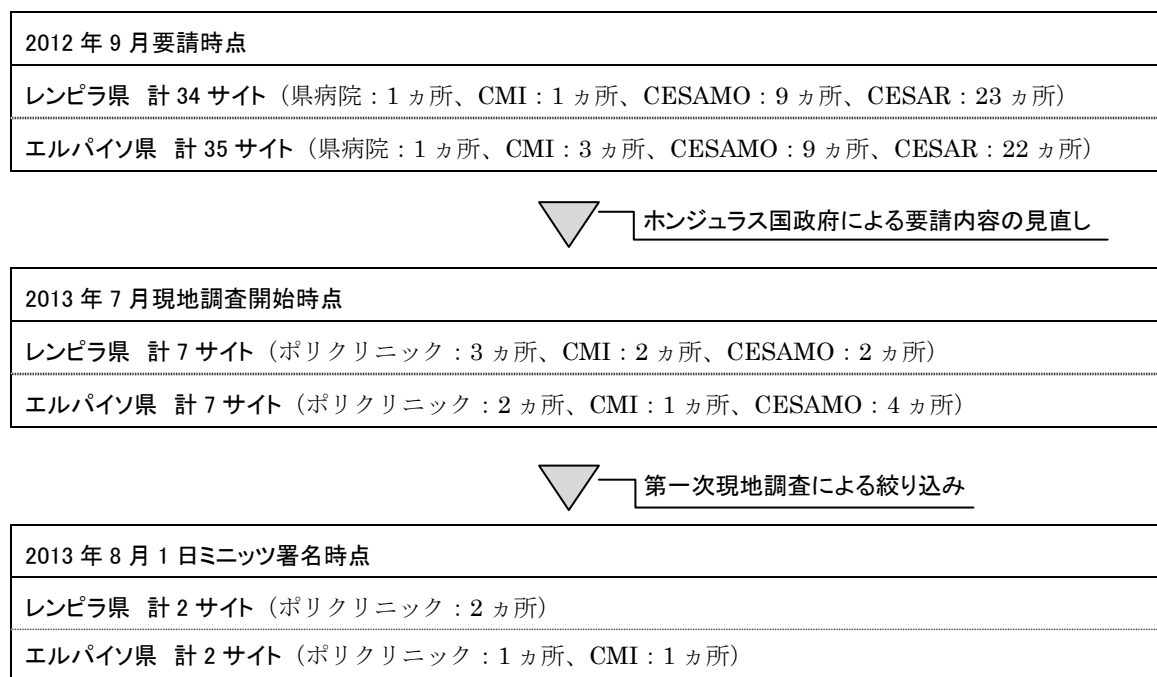 2012 年 9 月要請時点
レンピラ県 計 34 サイト（県病院：1 ヵ所、CMI：1 ヵ所、CESAMO：9 ヵ所、CESAR：23 ヵ所）
エルパイソ県 計 35 サイト（県病院：1 ヵ所、CMI：3 ヵ所、CESAMO：9 ヵ所、CESAR：22 ヵ所）
ホンジュラス国政府による要請内容の見直し
2013 年 7 月現地調査開始時点
レンピラ県 計 7 サイト（ポリクリニック：3 ヵ所、CMI：2 ヵ所、CESAMO：2 ヵ所）
エルパイソ県 計 7 サイト（ポリクリニック：2 ヵ所、CMI：1 ヵ所、CESAMO：4 ヵ所）
第一次現地調査による絞り込み
2013 年 8 月 1 日ミニッツ署名時点
レンピラ県 計 2 サイト（ポリクリニック：2 ヵ所）
エルパイソ県 計 2 サイト（ポリクリニック：1 ヵ所、CMI：1 ヵ所）